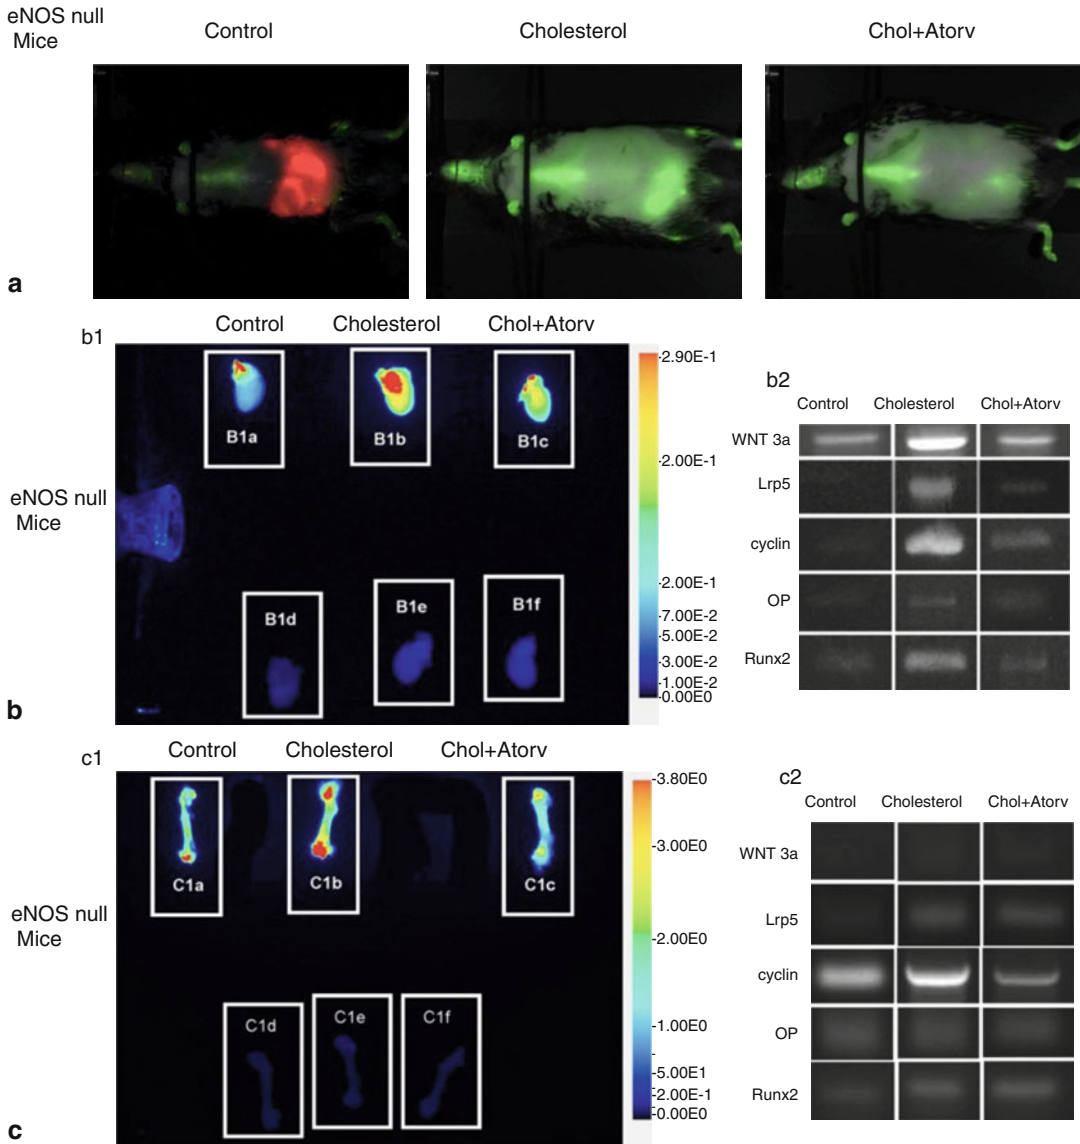 eNOS null
Mice
Control
Cholesterol
Chol+Atorv
a
b1
Control
Cholesterol
Chol+Atorv
B1a
B1b
B1c
eNOS null
Mice
B1d
B1e
B1f
2.90E-1
2.00E-1
2.00E-1
7.00E-2
5.00E-2
3.00E-2
1.00E-2
0.00E0
b2
Control
Cholesterol
Chol+Atorv
WNT 3a
Lrp5
cyclin
OP
Runx2
b
c1
Control
Cholesterol
Chol+Atorv
C1a
C1b
C1c
eNOS null
Mice
C1d
C1e
C1f
3.80E0
3.00E0
2.00E0
1.00E0
5.00E1
2.00E-1
0.00E0
c2
Control
Cholesterol
Chol+Atorv
WNT 3a
Lrp5
cyclin
OP
Runx2
c